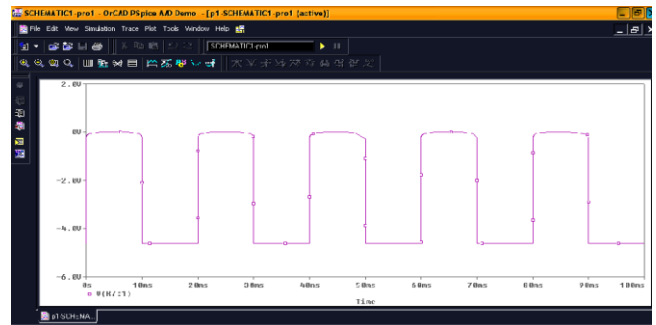 SCHEMATIC1-pro1 - OrCAD PSpice A/D Demo - [p1-SCHEMATIC1-pro1 (active)]
File Edit View Simulation Trace Plot Tools Window Help
SCHEMATIC1-pro1
2.0V
0V
-2.0V
-4.0V
-6.0V
0s 10ms 20ms 30ms 40ms 50ms 60ms 70ms 80ms 90ms 100ms
Time
p1-SCHEMA...